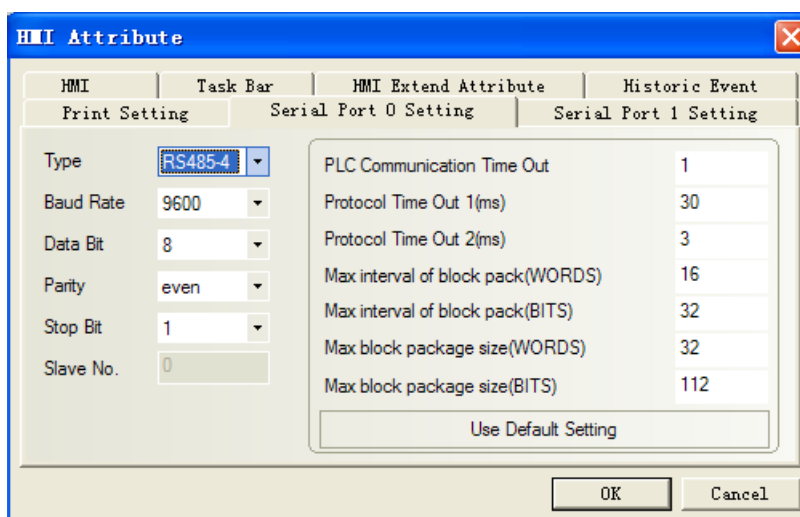 HMI Attribute
HMI Task Bar HMI Extend Attribute Historic Event
Print Setting Serial Port 0 Setting Serial Port 1 Setting
Type RS485-4
Baud Rate 9600
Data Bit 8
Parity even
Stop Bit 1
Slave No. 0
PLC Communication Time Out 1
Protocol Time Out 1(ms) 30
Protocol Time Out 2(ms) 3
Max interval of block pack(WORDS) 16
Max interval of block pack(BITS) 32
Max block package size(WORDS) 32
Max block package size(BITS) 112
Use Default Setting
OK Cancel